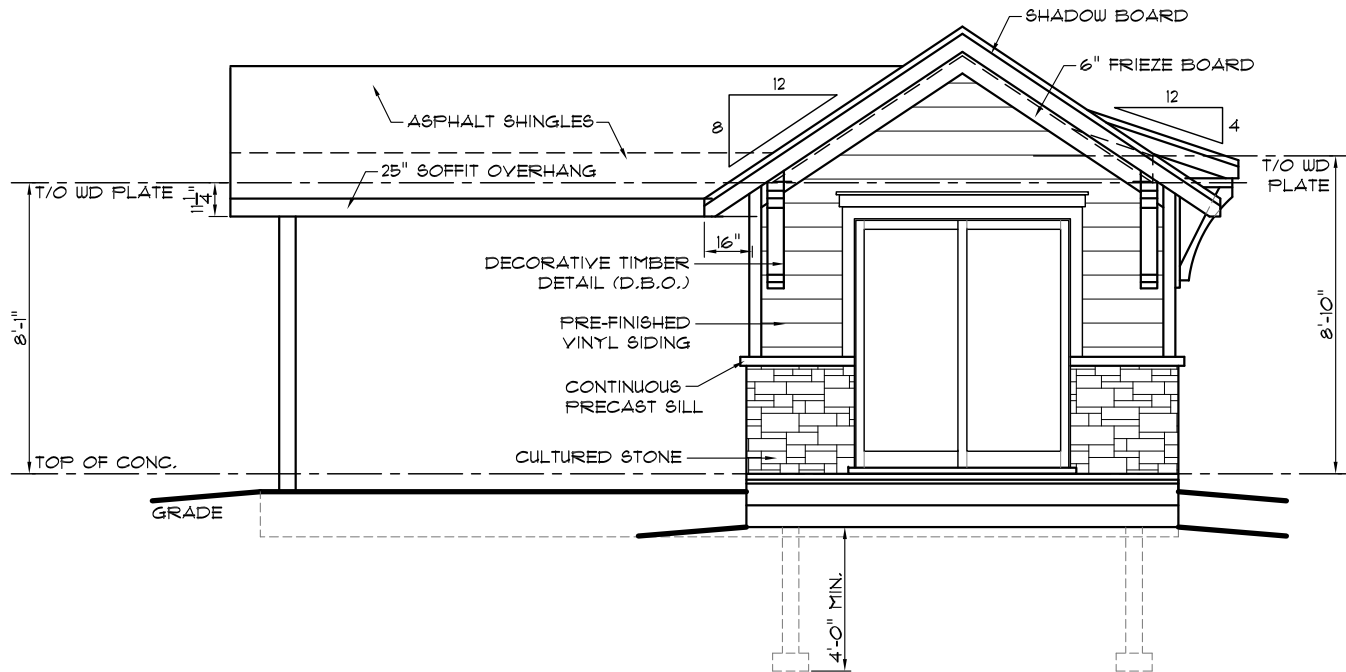 SHADOW BOARD
6" FRIEZE BOARD
12
8
12
4
ASPHALT SHINGLES
25" SOFFIT OVERHANG
T/O WD PLATE
11 1/4"
T/O WD
PLATE
16"
DECORATIVE TIMBER
DETAIL (D.B.O.)
8'-1"
8'-10"
PRE-FINISHED
VINYL SIDING
CONTINUOUS
PRECAST SILL
TOP OF CONC.
CULTURED STONE
GRADE
4'-0" MIN.